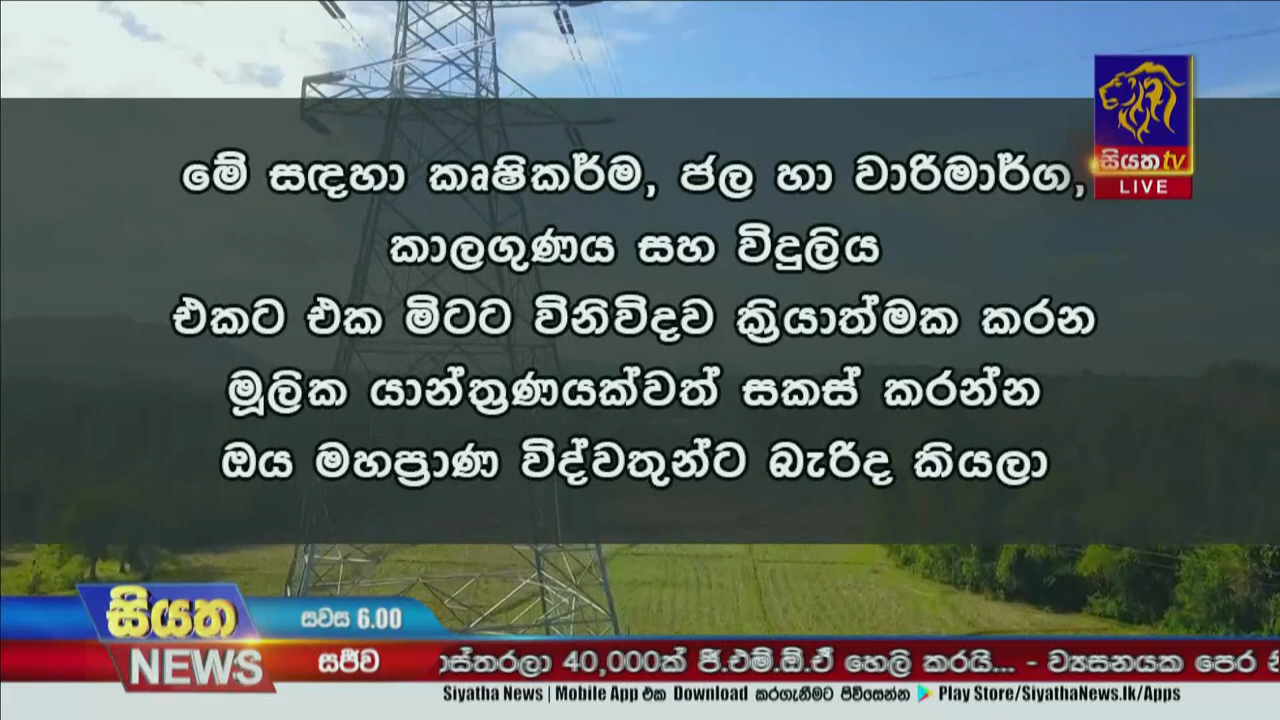 මේ සඳහා කෘෂිකර්ම, ජල හා වාරිමාර්ග,
කාලගුණය සහ විදුලිය
එකට එක මිටට විනිවිදව ක්‍රියාත්මක කරන
මූලික යාන්ත්‍රණයක්වත් සකස් කරන්න
ඔය මහප්‍රාණ විද්වතුන්ට බැරිද කියලා
සියත tv
LIVE
සියත
NEWS
සවස 6.00
සජීව
40,000ක් ජී.එම්.ඕ.ඒ හෙලි කරයි... - ව්‍යසනයක පෙර
Siyatha News | Mobile App එක Download කරගැනීමට පිවිසෙන්න Play Store/SiyathaNews.lk/Apps